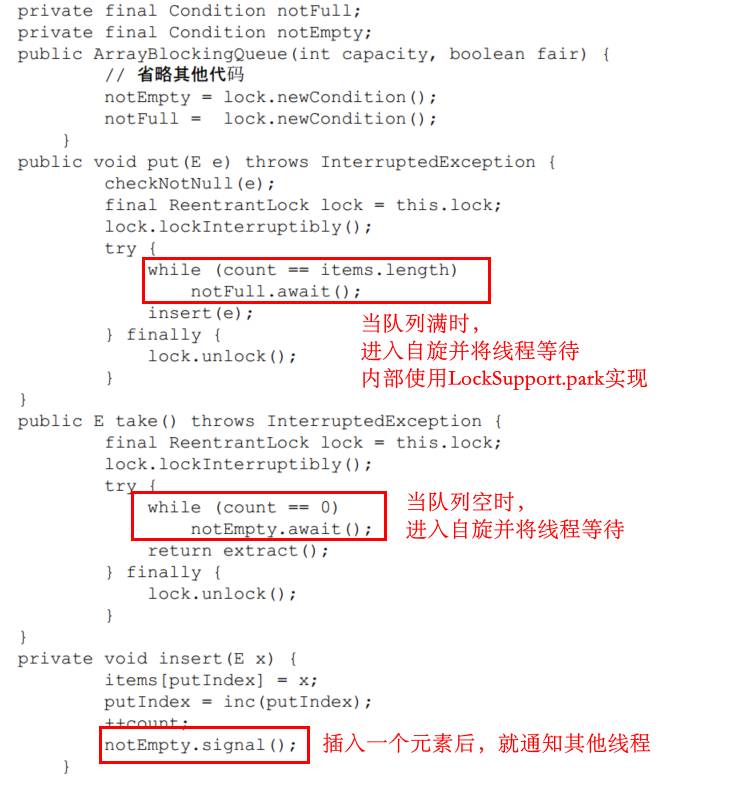 private final Condition notFull;
private final Condition notEmpty;
public ArrayBlockingQueue(int capacity, boolean fair) {
// 省略其他代码
notEmpty = lock.newCondition();
notFull =  lock.newCondition();
}
public void put(E e) throws InterruptedException {
checkNotNull(e);
final ReentrantLock lock = this.lock;
lock.lockInterruptibly();
try {
while (count == items.length)
notFull.await();
insert(e);
} finally {
lock.unlock();
}
}
当队列满时，
进入自旋并将线程等待
内部使用LockSupport.park实现
public E take() throws InterruptedException {
final ReentrantLock lock = this.lock;
lock.lockInterruptibly();
try {
while (count == 0)
notEmpty.await();
return extract();
} finally {
lock.unlock();
}
}
当队列空时，
进入自旋并将线程等待
private void insert(E x) {
items[putIndex] = x;
putIndex = inc(putIndex);
++count;
notEmpty.signal();
插入一个元素后，就通知其他线程
}